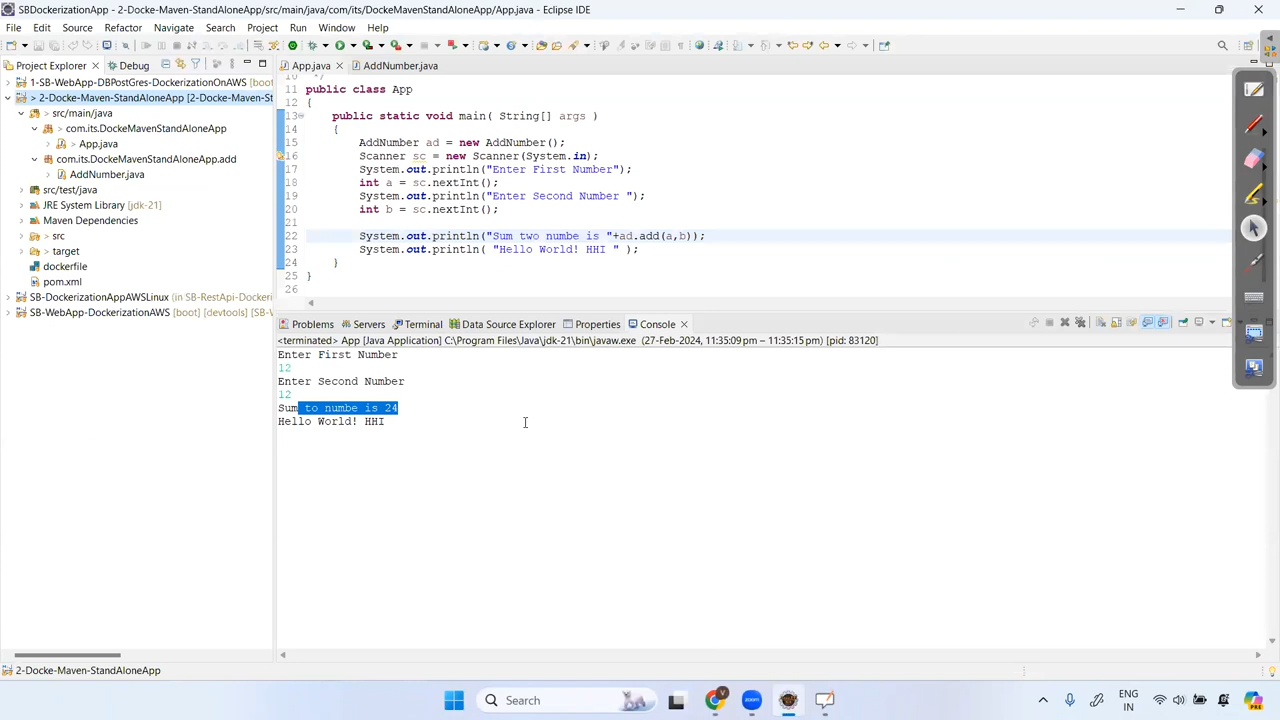 SBDockerizationApp - 2-Docke-Maven-StandAloneApp/src/main/java/com/its/DockeMavenStandAloneApp/App.java - Eclipse IDE
File Edit Source Refactor Navigate Search Project Run Window Help
Project Explorer Debug
1-SB-WebApp-DBPostGres-DockerizationOnAWS [boot]
> 2-Docke-Maven-StandAloneApp [2-Docke-Maven-St
src/main/java
> com.its.DockeMavenStandAloneApp
> App.java
com.its.DockeMavenStandAloneApp.add
AddNumber.java
src/test/java
JRE System Library [jdk-21]
Maven Dependencies
> src
> target
dockerfile
pom.xml
SB-DockerizationAppAWSLinux (in SB-RestApi-Docker
SB-WebApp-DockerizationAWS [boot] [devtools] [SB-
App.java AddNumber.java
10 */
11 public class App
12 {
13 public static void main( String[] args )
14 {
15 AddNumber ad = new AddNumber();
16 Scanner sc = new Scanner(System.in);
17 System.out.println("Enter First Number");
18 int a = sc.nextInt();
19 System.out.println("Enter Second Number ");
20 int b = sc.nextInt();
21
22 System.out.println("Sum two numbe is "+ad.add(a,b));
23 System.out.println( "Hello World! HHI " );
24 }
25 }
26
Problems Servers Terminal Data Source Explorer Properties Console
<terminated> App [Java Application] C:\Program Files\Java\jdk-21\bin\javaw.exe (27-Feb-2024, 11:35:09 pm – 11:35:15 pm) [pid: 83120]
Enter First Number
12
Enter Second Number
12
Sum to numbe is 24
Hello World! HHI
2-Docke-Maven-StandAloneApp
Search
V
zoom
ENG
IN
PRE